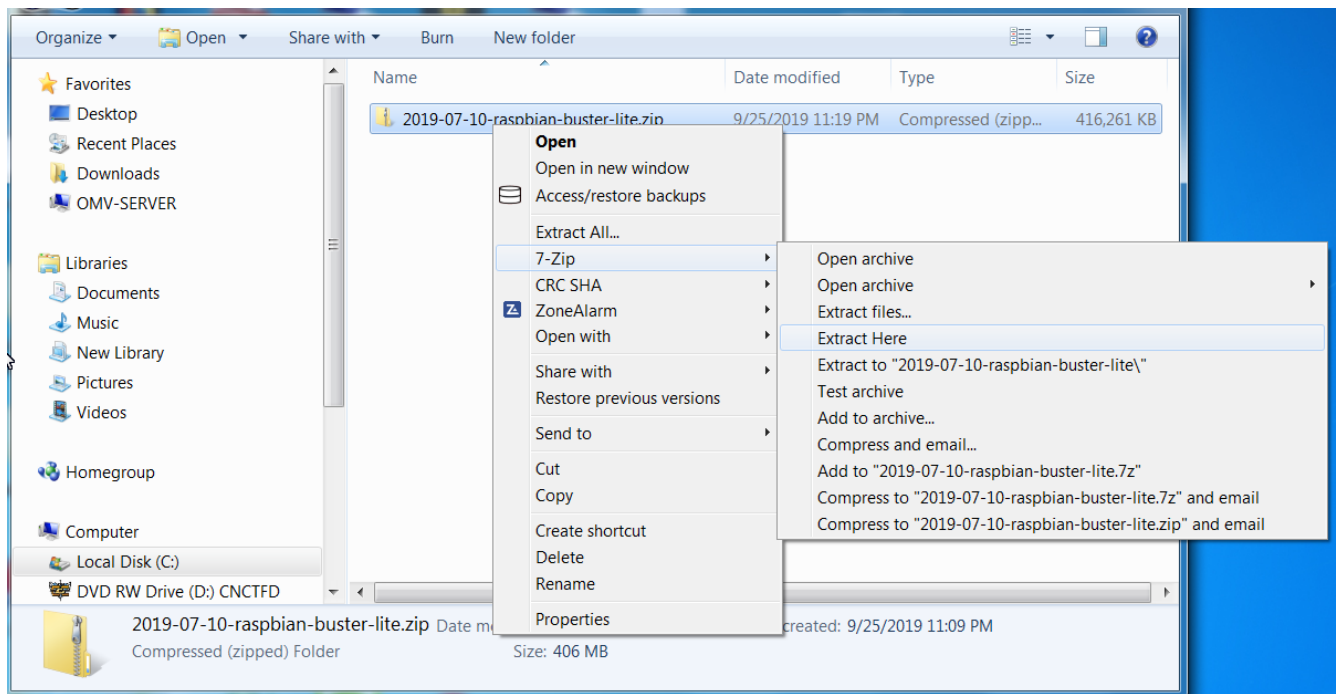 Organize Open Share with Burn New folder
Name Date modified Type Size
Favorites
Desktop
Recent Places
Downloads
OMV-SERVER
Libraries
Documents
Music
New Library
Pictures
Videos
Homegroup
Computer
Local Disk (C:)
DVD RW Drive (D:) CNCTFD
2019-07-10-raspbian-buster-lite.zip 9/25/2019 11:19 PM Compressed (zipp... 416,261 KB
Open
Open in new window
Access/restore backups
Extract All...
7-Zip
CRC SHA
ZoneAlarm
Open with
Share with
Restore previous versions
Send to
Cut
Copy
Create shortcut
Delete
Rename
Properties
Open archive
Open archive
Extract files...
Extract Here
Extract to "2019-07-10-raspbian-buster-lite\"
Test archive
Add to archive...
Compress and email...
Add to "2019-07-10-raspbian-buster-lite.7z"
Compress to "2019-07-10-raspbian-buster-lite.7z" and email
Compress to "2019-07-10-raspbian-buster-lite.zip" and email
2019-07-10-raspbian-buster-lite.zip Date created: 9/25/2019 11:09 PM
Compressed (zipped) Folder Size: 406 MB